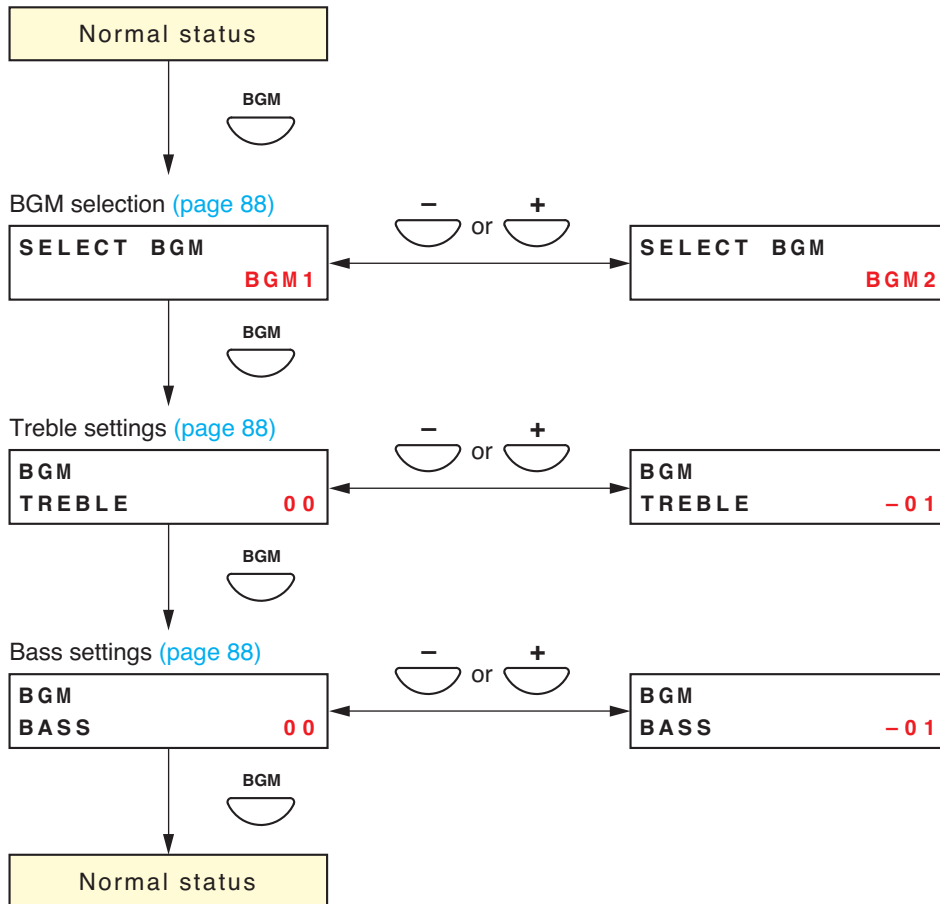 Normal status
BGM
BGM selection (page 88)
– or +
SELECT BGM
BGM1
SELECT BGM
BGM2
BGM
Treble settings (page 88)
– or +
BGM
TREBLE 00
BGM
TREBLE –01
BGM
Bass settings (page 88)
– or +
BGM
BASS 00
BGM
BASS –01
BGM
Normal status